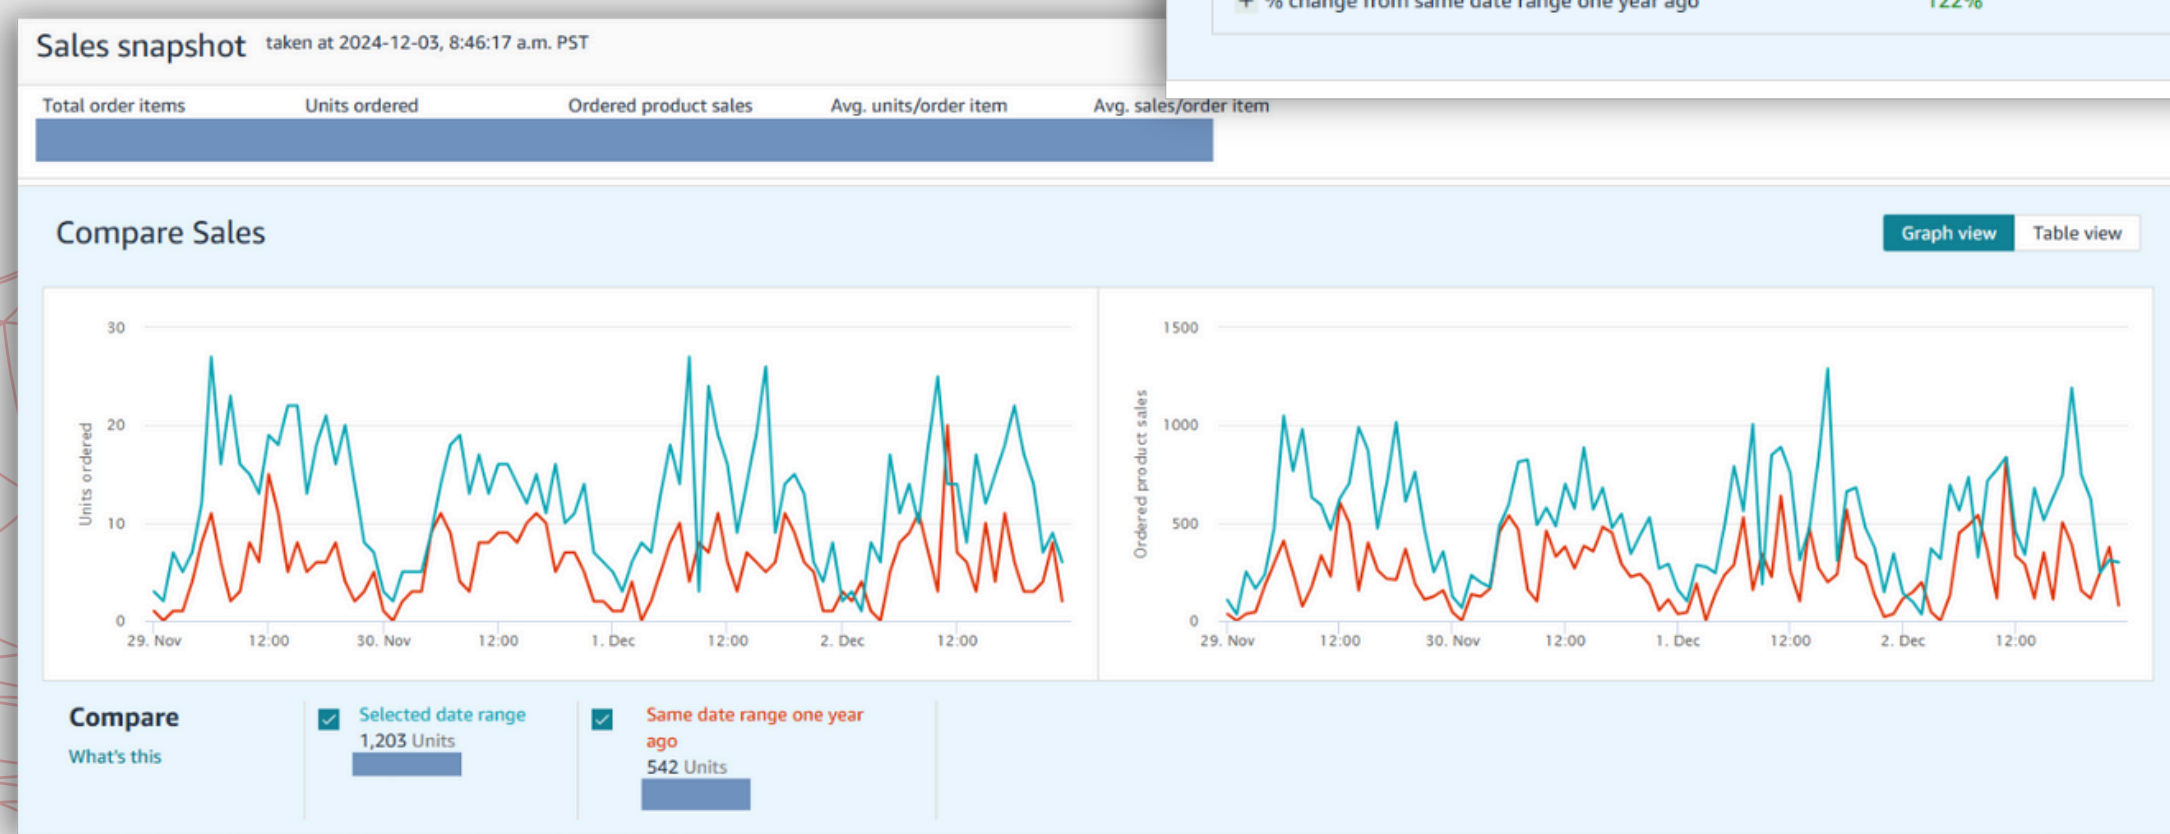 + % change from same date range one year ago 122%
Sales snapshot taken at 2024-12-03, 8:46:17 a.m. PST
Total order items Units ordered Ordered product sales Avg. units/order item Avg. sales/order item
Compare Sales
Graph view Table view
30
20
10
0
Units ordered
29. Nov 12:00 30. Nov 12:00 1. Dec 12:00 2. Dec 12:00
1500
1000
500
0
Ordered product sales
29. Nov 12:00 30. Nov 12:00 1. Dec 12:00 2. Dec 12:00
Compare
What's this
Selected date range
1,203 Units
Same date range one year
ago
542 Units